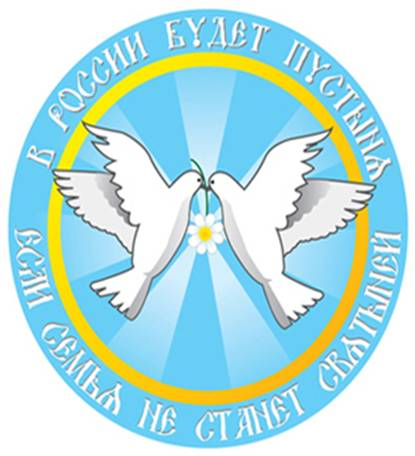 В РОССИИ БУДЕТ ПУСТЫНЯ
ЕСЛИ СЕМЬЯ НЕ СТАНЕТ СВЯТЫНЕЙ